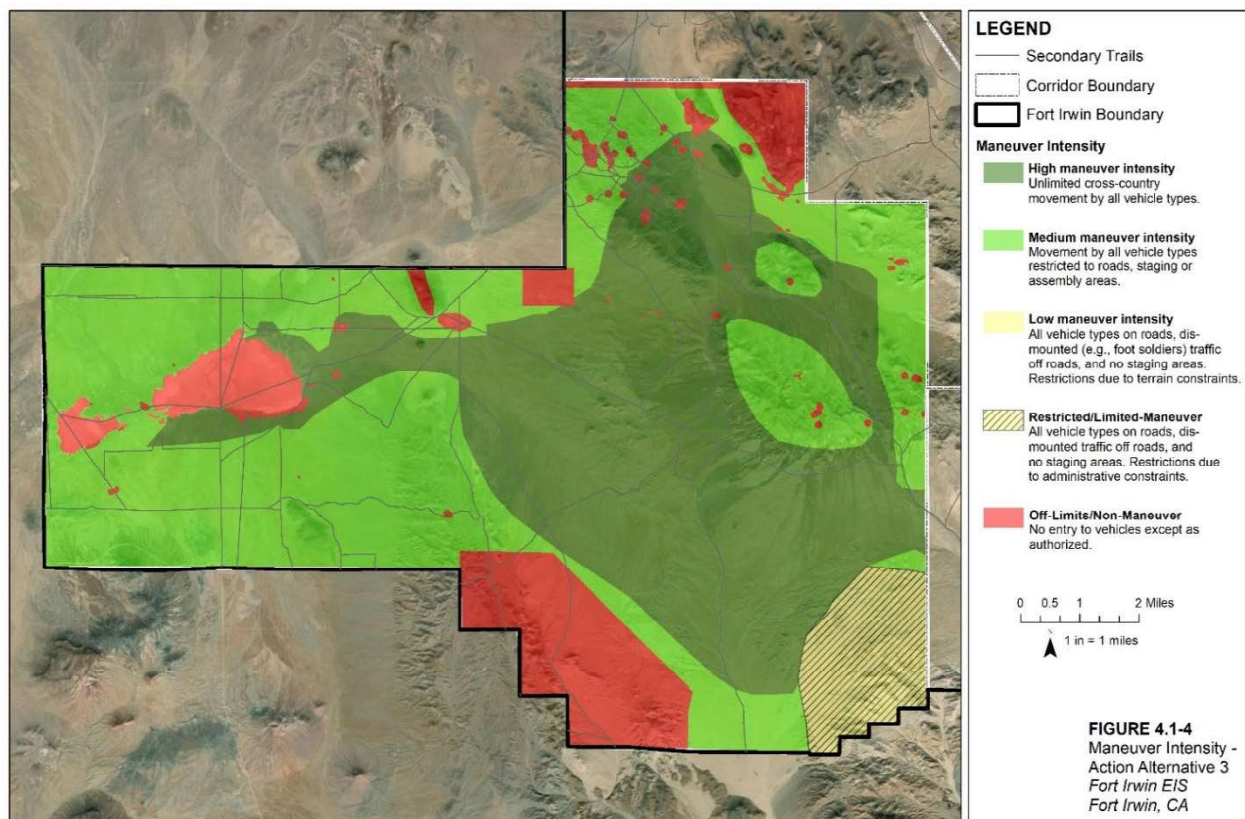 LEGEND
Secondary Trails
Corridor Boundary
Fort Irwin Boundary
Maneuver Intensity
High maneuver intensity
Unlimited cross-country
movement by all vehicle types.
Medium maneuver intensity
Movement by all vehicle types
restricted to roads, staging or
assembly areas.
Low maneuver intensity
All vehicle types on roads, dis-
mounted (e.g., foot soldiers) traffic
off roads, and no staging areas.
Restrictions due to terrain constraints.
Restricted/Limited-Maneuver
All vehicle types on roads, dis-
mounted traffic off roads, and
no staging areas. Restrictions due
to administrative constraints.
Off-Limits/Non-Maneuver
No entry to vehicles except as
authorized.
0 0.5 1 2 Miles
1 in = 1 miles
FIGURE 4.1-4
Maneuver Intensity -
Action Alternative 3
Fort Irwin EIS
Fort Irwin, CA